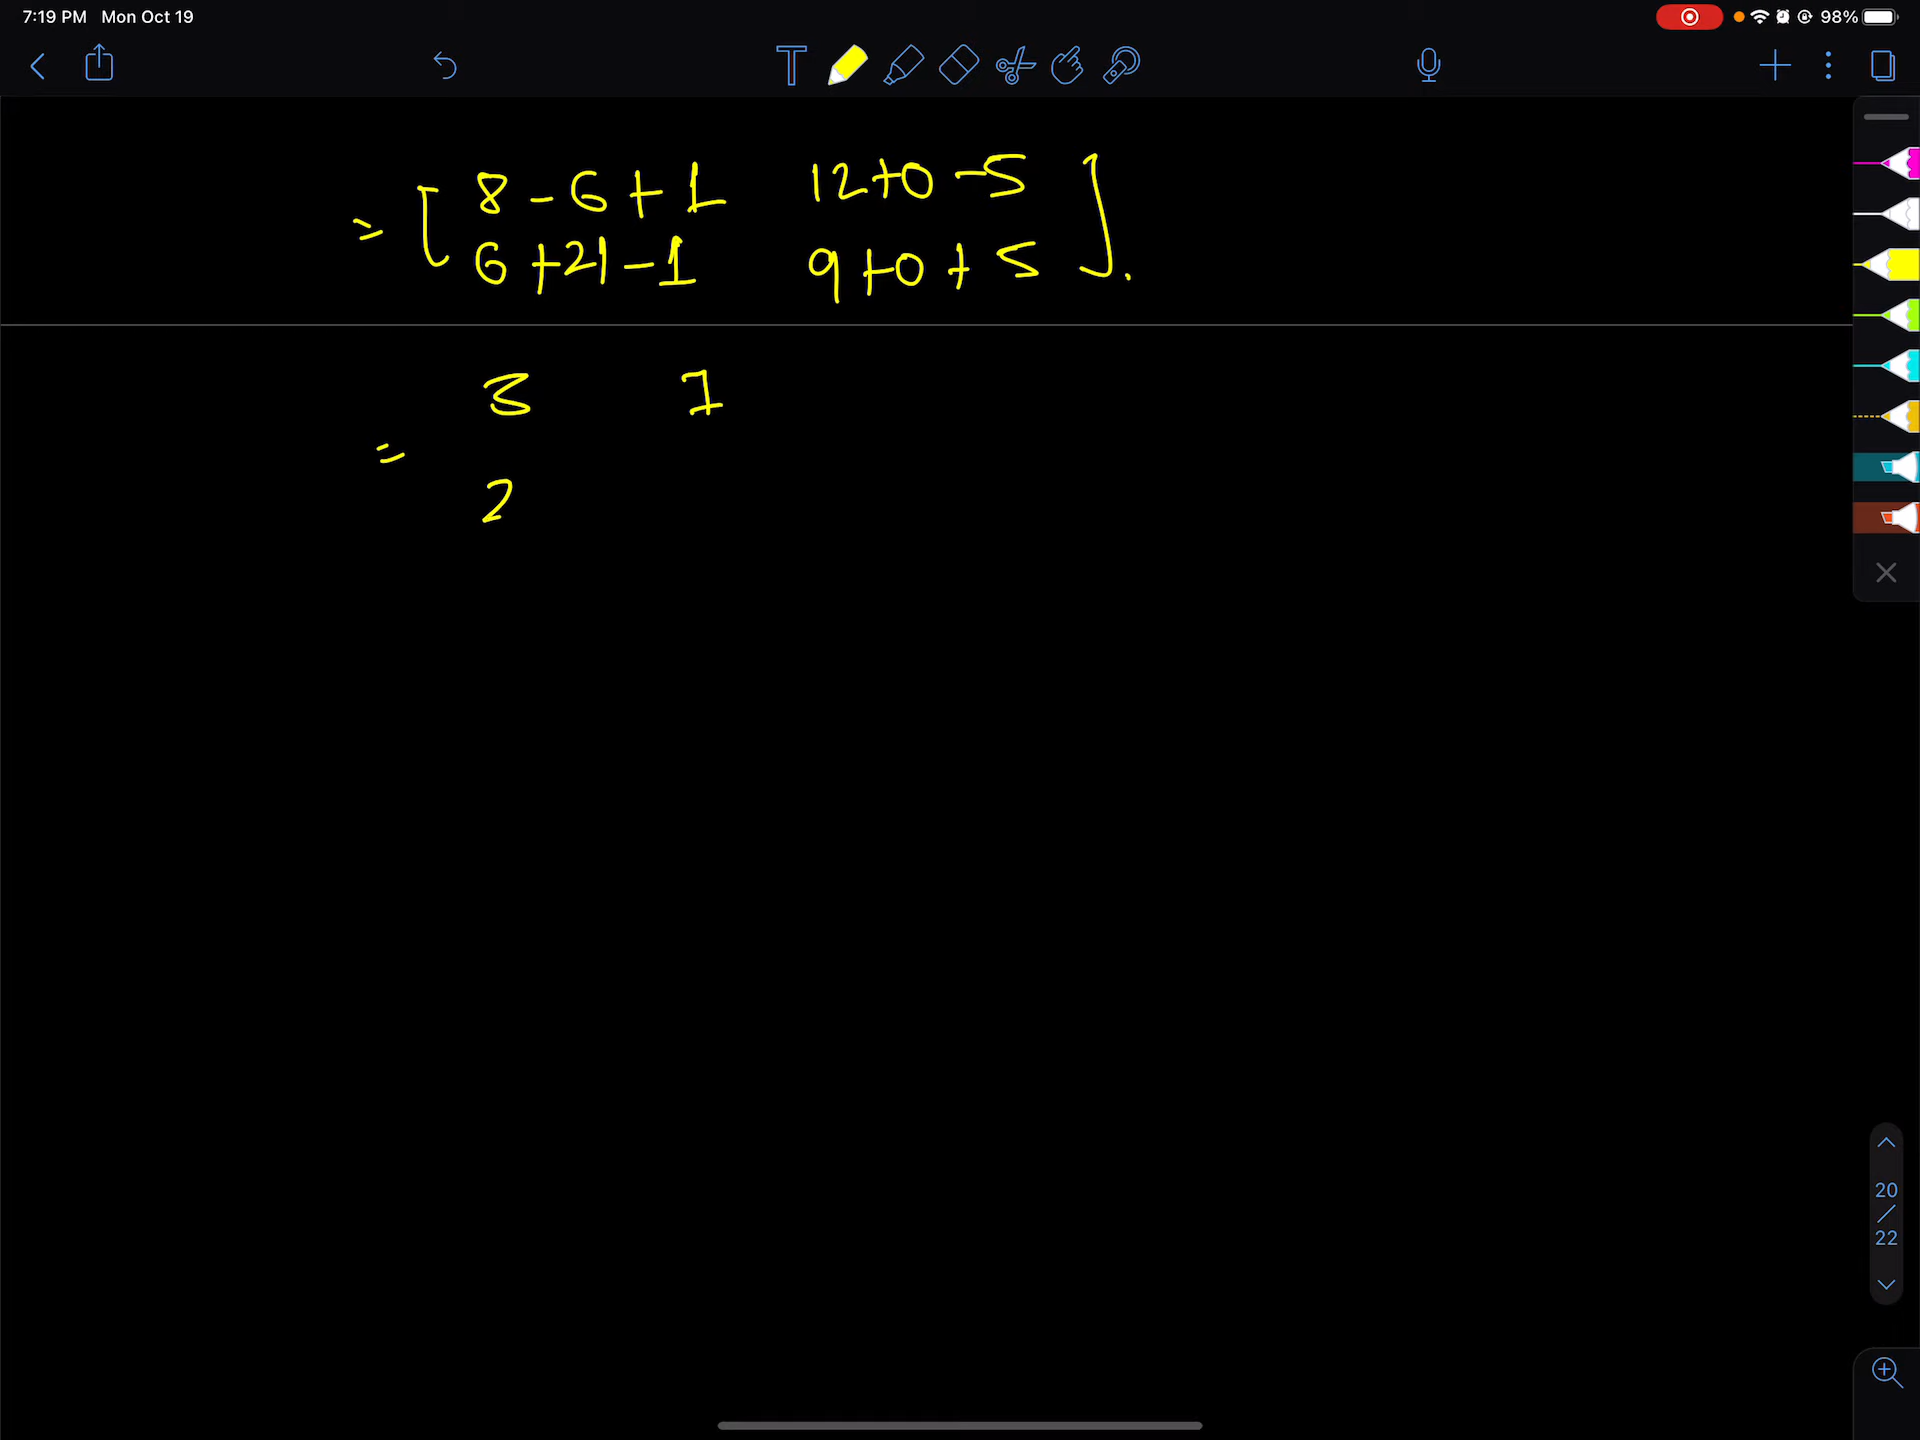 7:19 PM Mon Oct 19 98%
T
= [ 8 - 6 + 1 12+0 -5 ]
6 +21 - 1 9+0 + 5 .
3 7
=
2
20
/
22